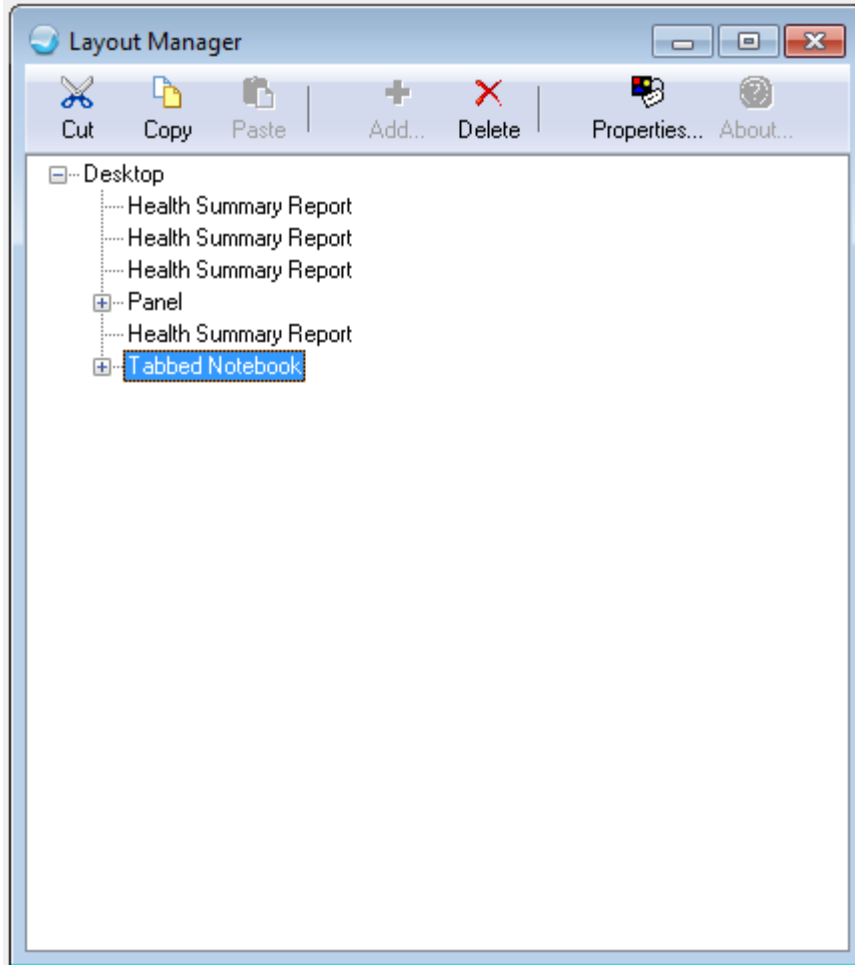 Layout Manager
Cut Copy Paste Add... Delete Properties... About...
Desktop
Health Summary Report
Health Summary Report
Health Summary Report
Panel
Health Summary Report
Tabbed Notebook